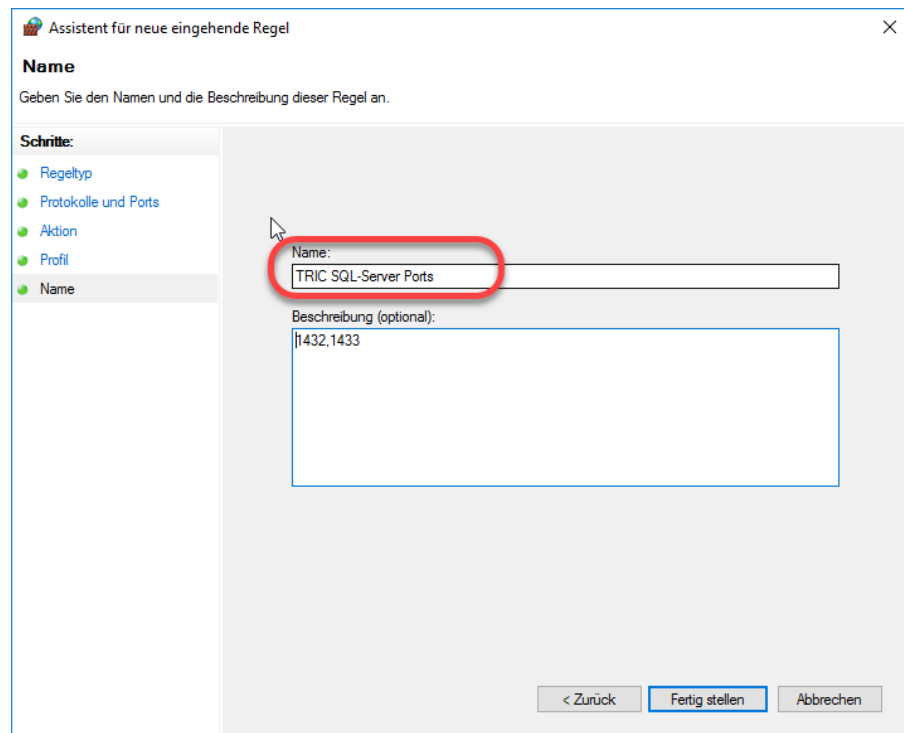 Assistent für neue eingehende Regel
Name
Geben Sie den Namen und die Beschreibung dieser Regel an.
Schritte:
Regeltyp
Protokolle und Ports
Aktion
Profil
Name
Name:
TRIC SQL-Server Ports
Beschreibung (optional):
1432,1433
< Zurück
Fertig stellen
Abbrechen